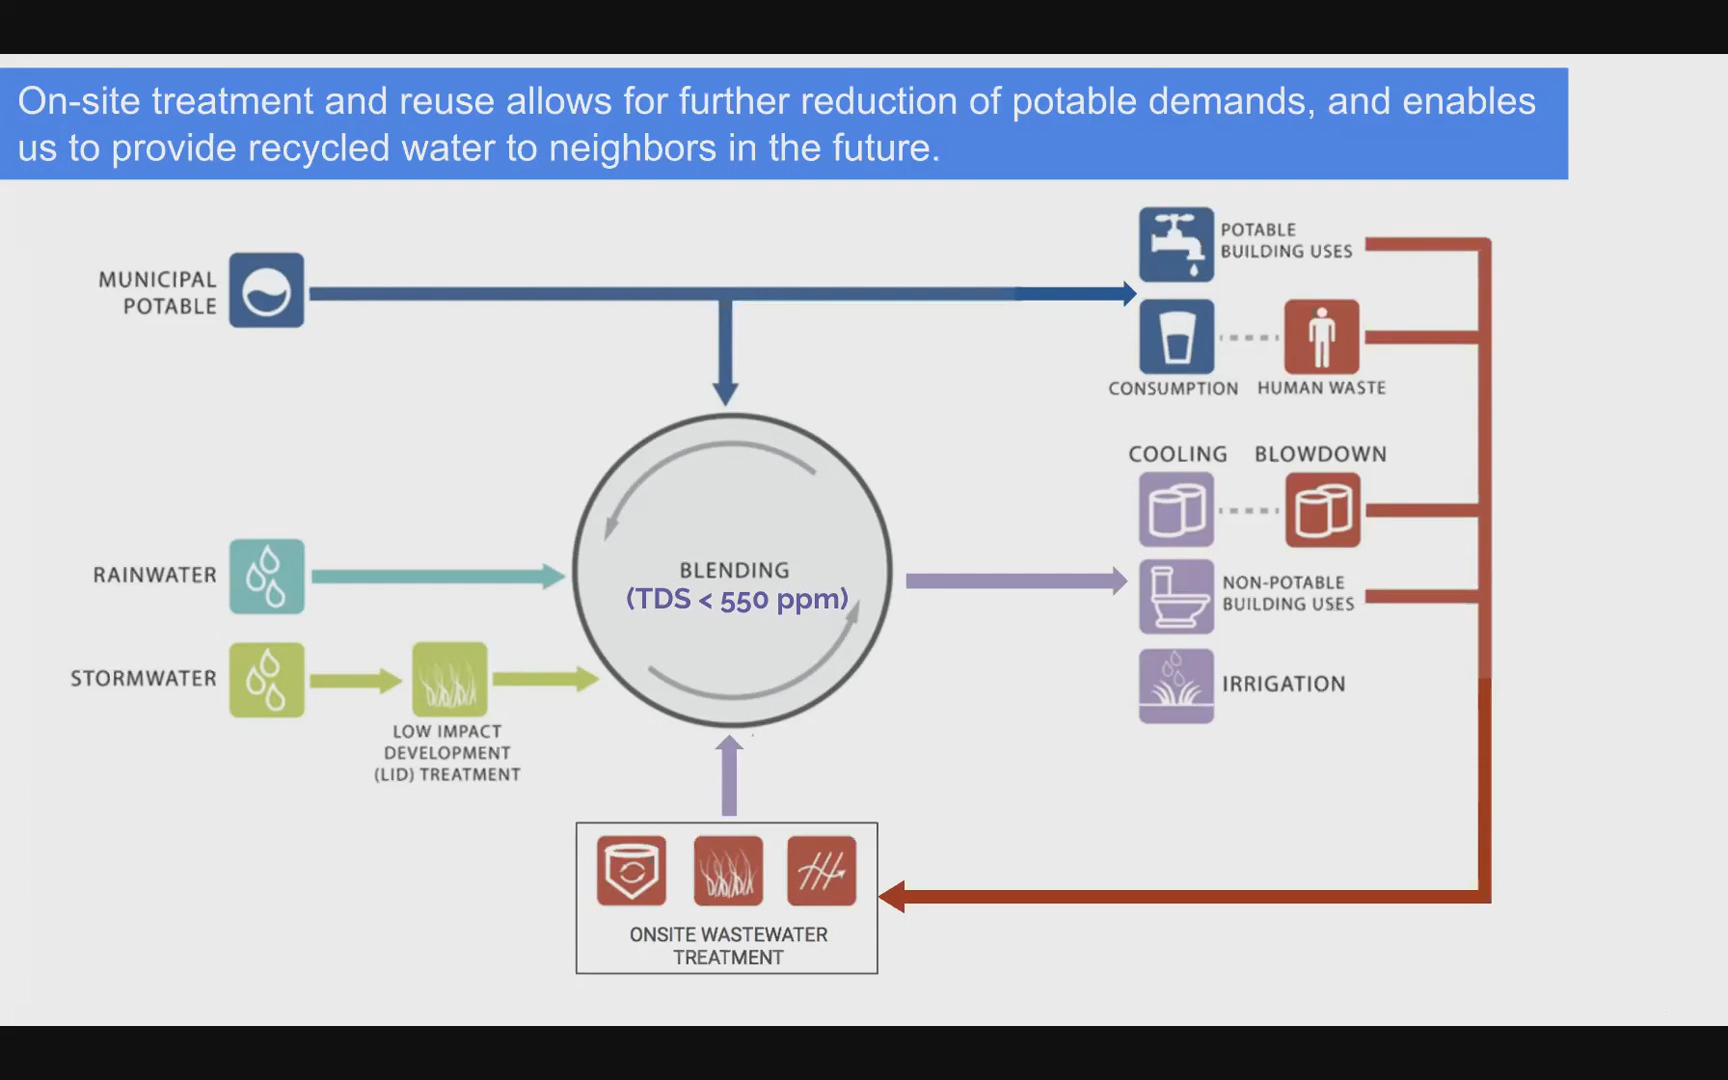 On-site treatment and reuse allows for further reduction of potable demands, and enables
us to provide recycled water to neighbors in the future.
MUNICIPAL
POTABLE
POTABLE
BUILDING USES
CONSUMPTION
HUMAN WASTE
COOLING
BLOWDOWN
RAINWATER
BLENDING
(TDS < 550 ppm)
NON-POTABLE
BUILDING USES
STORMWATER
IRRIGATION
LOW IMPACT
DEVELOPMENT
(LID) TREATMENT
ONSITE WASTEWATER
TREATMENT